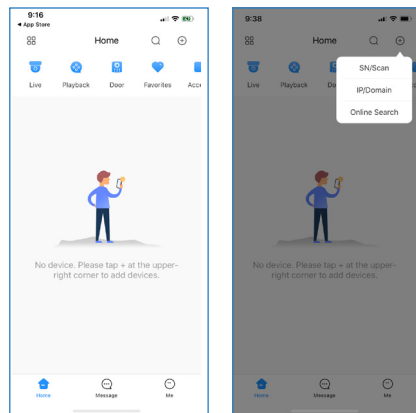 9:16
◀ App Store
Home
Live Playback Door Favorites Acce
No device. Please tap + at the upper-
right corner to add devices.
Home Message Me
9:38
Home
SN/Scan
IP/Domain
Online Search
Live Playback Do
No device. Please tap + at the upper-
right corner to add devices.
Home Message Me